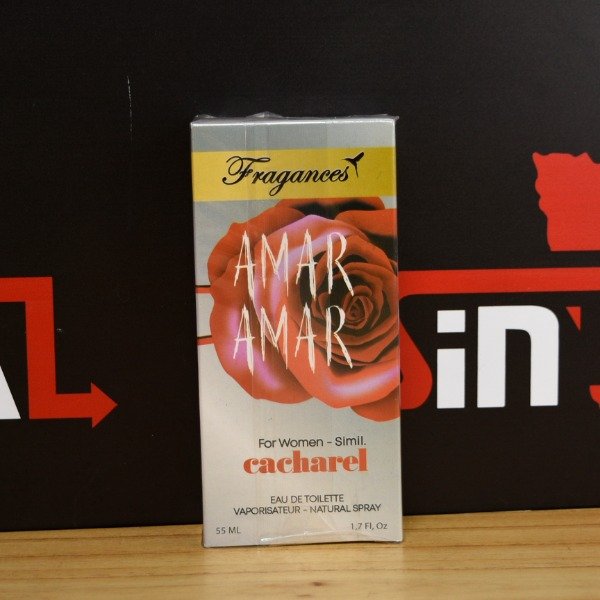 Fragances
AMAR
AMAR
For Women - Simil.
cacharel
EAU DE TOILETTE
VAPORISATEUR - NATURAL SPRAY
55 ML 1.7 Fl, Oz
iN